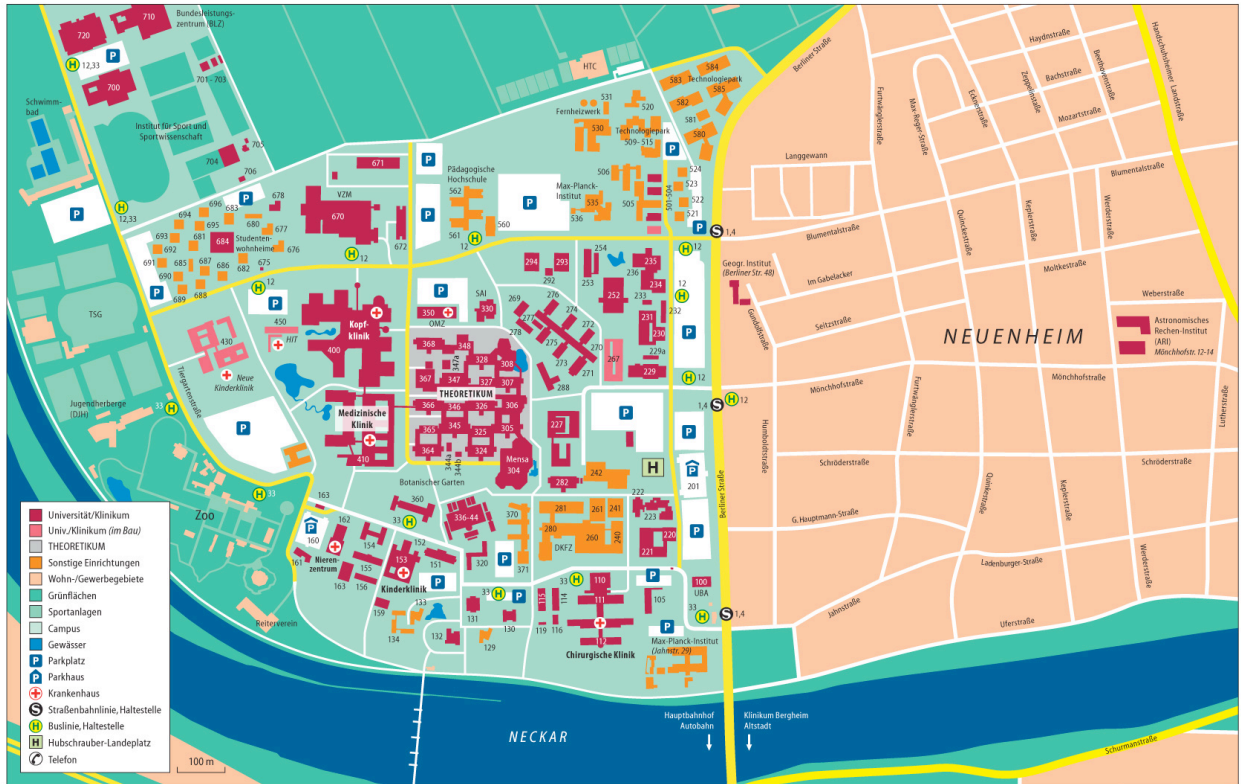 710
720
Bundesleistungs-
zentrum (BLZ)
12,33
700
701 - 703
Schwimm-
bad
Institut für Sport und
Sportwissenschaft
704
705
706
12,33
HTC
583
584
Technologiepark
585
582
581
580
531
520
Fernheizwerk
530
Technologiepark
509- 515
Berliner Straße
Furtwänglerstraße
Max-Reger-Straße
Ecknerstraße
Zeppelinstraße
Haydnstraße
Bachstraße
Beethovenstraße
Mozartstraße
Handschuhsheimer Landstraße
Langgewann
Blumentalstraße
Blumentalstraße
Quinckestraße
Keplerstraße
Werderstraße
Moltkestraße
671
VZM
670
672
Pädagogische
Hochschule
562
561
560
12
Max-Planck-
Institut
506
535
505
536
501-504
524
523
522
521
1,4
678
696
683
694
695
680
677
693
681
684
Studenten-
wohnheime
676
692
691
685
687
682
675
690
686
689
688
12
12
TSG
450
HIT
430
Neue
Kinderklinik
Kopf-
klinik
400
Medizinische
Klinik
410
SAI
350
OMZ
330
294
293
292
254
253
252
236
235
234
233
232
231
230
229a
229
12
12
12
269
276
274
277
272
278
275
270
273
271
267
288
368
348
347a
328
308
367
347
327
307
THEORETIKUM
366
346
326
306
365
345
325
305
364
344a
344b
324
Mensa
304
227
282
242
H
201
Geogr. Institut
(Berliner Str. 48)
Im Gabelacker
Gundolfstraße
Seltzstraße
NEUENHEIM
Weberstraße
Astronomisches
Rechen-Institut
(ARI)
Mönchhofstr. 12-14
Mönchhofstraße
Mönchhofstraße
1,4
12
Humboldtstraße
Furtwänglerstraße
Lutherstraße
Schröderstraße
Schröderstraße
Quinkestraße
Keplerstraße
Werderstraße
G. Hauptmann-Straße
Ladenburger-Straße
Jahnstraße
Uferstraße
Berliner Straße
Tiergartenstraße
33
Jugendherberge
(DJH)
33
Zoo
Botanischer Garten
360
33
163
160
162
161
Nieren-
zentrum
154
155
156
163
159
153
152
151
Kinderklinik
133
134
132
336-44
320
370
371
281
280
DKFZ
261
260
241
240
222
223
220
221
131
130
129
33
33
119
115
114
116
110
111
112
Chirurgische Klinik
105
100
UBA
33
1,4
Max-Planck-Institut
(Jahnstr. 29)
Reiterverein
Universität/Klinikum
Univ./Klinikum (im Bau)
THEORETIKUM
Sonstige Einrichtungen
Wohn-/Gewerbegebiete
Grünflächen
Sportanlagen
Campus
Gewässer
P Parkplatz
P Parkhaus
Krankenhaus
S Straßenbahnlinie, Haltestelle
H Buslinie, Haltestelle
H Hubschrauber-Landeplatz
Telefon
100 m
NECKAR
Hauptbahnhof
Autobahn
Klinikum Bergheim
Altstadt
Schurmanstraße